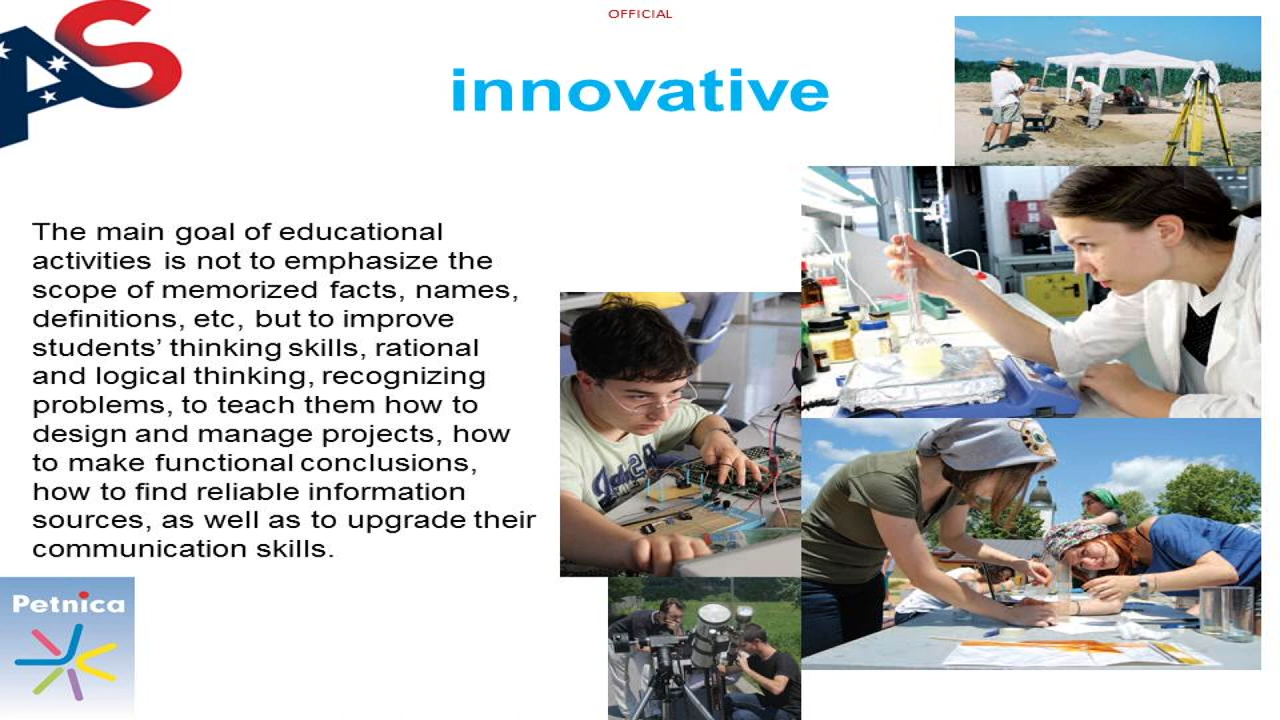 OFFICIAL
AS
innovative
The main goal of educational
activities is not to emphasize the
scope of memorized facts, names,
definitions, etc, but to improve
students’ thinking skills, rational
and logical thinking, recognizing
problems, to teach them how to
design and manage projects, how
to make functional conclusions,
how to find reliable information
sources, as well as to upgrade their
communication skills.
Petnica